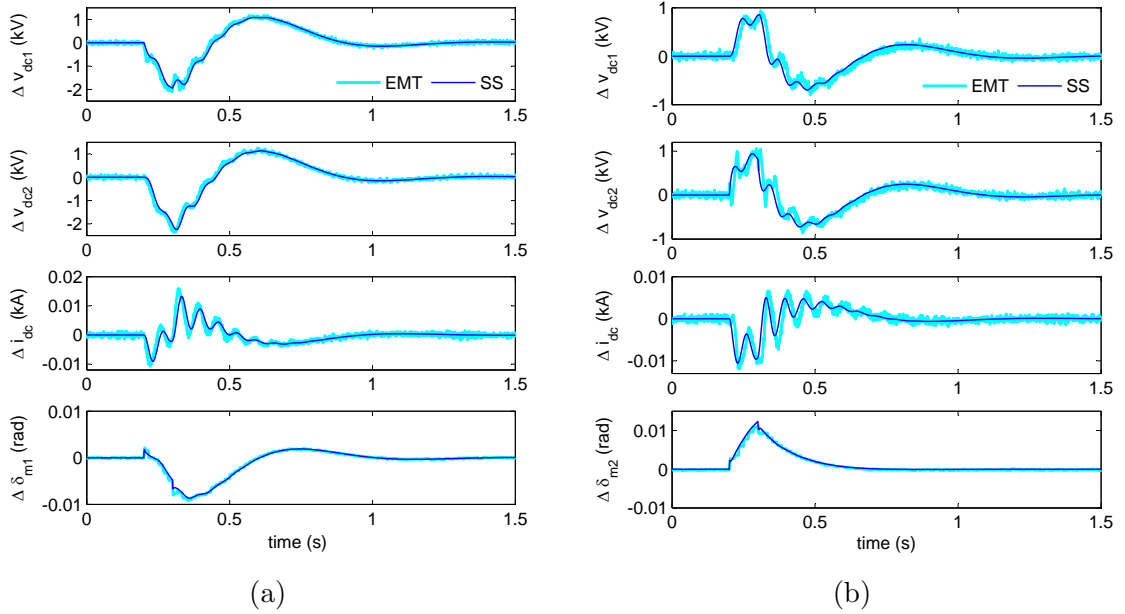 Δ v_dc1 (kV)
1
0
-1
-2
EMT SS
0 0.5 1 1.5
Δ v_dc2 (kV)
1
0
-1
-2
0 0.5 1 1.5
Δ i_dc (kA)
0.02
0.01
0
-0.01
0 0.5 1 1.5
Δ δ_m1 (rad)
0.01
0
-0.01
0 0.5 1 1.5
time (s)
(a)
Δ v_dc1 (kV)
1
0
-1
EMT SS
0 0.5 1 1.5
Δ v_dc2 (kV)
1
0
-1
0 0.5 1 1.5
Δ i_dc (kA)
0.01
0
-0.01
0 0.5 1 1.5
Δ δ_m2 (rad)
0.01
0
-0.01
0 0.5 1 1.5
time (s)
(b)